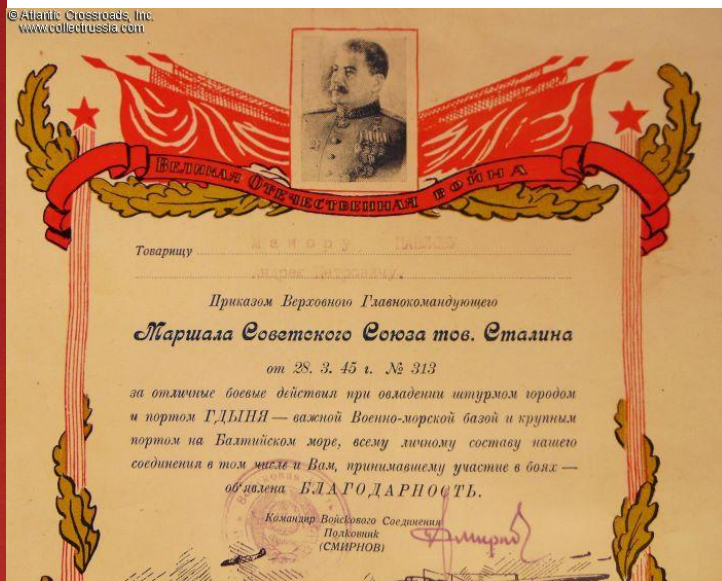 © Atlantic Crossroads, Inc.
www.collectrussia.com
ВЕЛИКАЯ ОТЕЧЕСТВЕННАЯ ВОЙНА
Товарищу Майору
Андрею Петровичу.
Приказом Верховного Главнокомандующего
Маршала Советского Союза тов. Сталина
от 28. 3. 45 г. № 313
за отличные боевые действия при овладении штурмом городом
и портом ГДЫНЯ — важной Военно-морской базой и крупным
портом на Балтийском море, всему личному составу нашего
соединения в том числе и Вам, принимавшему участие в боях —
объявлена БЛАГОДАРНОСТЬ.
Командир Войскового Соединения
Полковник
(СМИРНОВ)